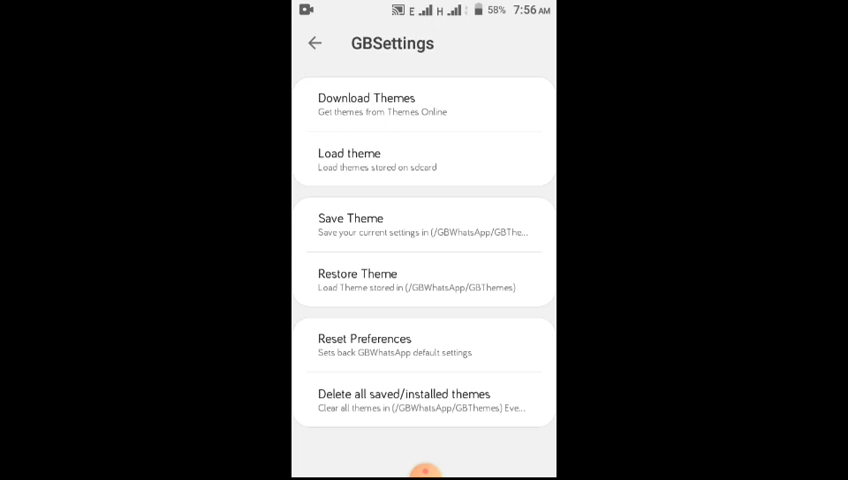 E H 58% 7:56 AM
GBSettings
Download Themes
Get themes from Themes Online
Load theme
Load themes stored on sdcard
Save Theme
Save your current settings in (/GBWhatsApp/GBThe...
Restore Theme
Load Theme stored in (/GBWhatsApp/GBThemes)
Reset Preferences
Sets back GBWhatsApp default settings
Delete all saved/installed themes
Clear all themes in (/GBWhatsApp/GBThemes) Eve...